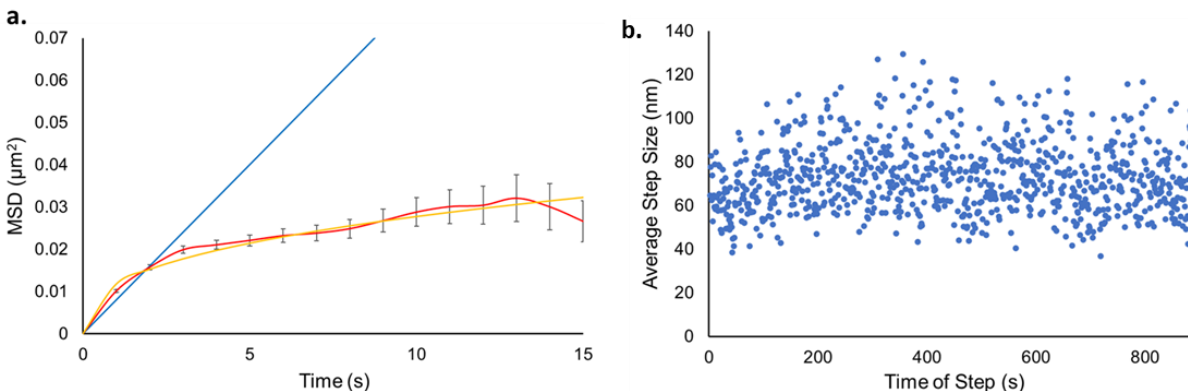 a.
0.07
0.06
0.05
0.04
0.03
0.02
0.01
0
MSD (μm²)
0 5 10 15
Time (s)
b.
140
120
100
80
60
40
20
0
Average Step Size (nm)
0 200 400 600 800
Time of Step (s)